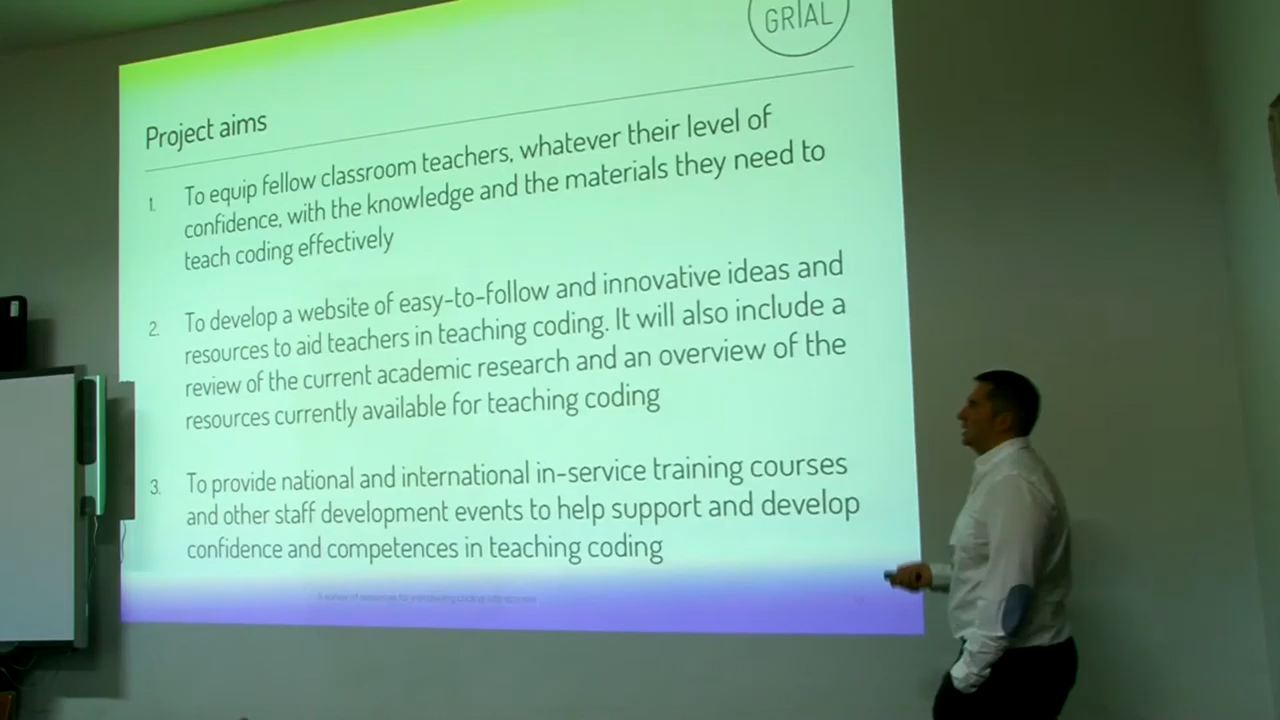 GRIAL
Project aims
1. To equip fellow classroom teachers, whatever their level of
confidence, with the knowledge and the materials they need to
teach coding effectively
2. To develop a website of easy-to-follow and innovative ideas and
resources to aid teachers in teaching coding. It will also include a
review of the current academic research and an overview of the
resources currently available for teaching coding
3. To provide national and international in-service training courses
and other staff development events to help support and develop
confidence and competences in teaching coding